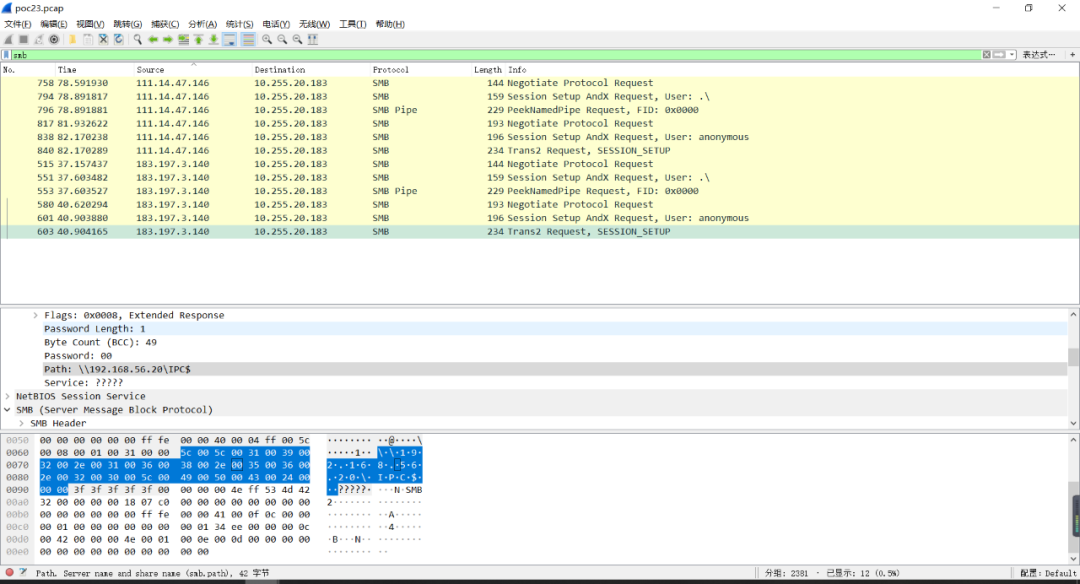 poc23.pcap
文件(F) 编辑(E) 视图(V) 跳转(G) 捕获(C) 分析(A) 统计(S) 电话(Y) 无线(W) 工具(T) 帮助(H)
smb 表达式… +
No. Time Source Destination Protocol Length Info
758 78.591930 111.14.47.146 10.255.20.183 SMB 144 Negotiate Protocol Request
794 78.891817 111.14.47.146 10.255.20.183 SMB 159 Session Setup AndX Request, User: .\
796 78.891881 111.14.47.146 10.255.20.183 SMB Pipe 229 PeekNamedPipe Request, FID: 0x0000
817 81.932622 111.14.47.146 10.255.20.183 SMB 193 Negotiate Protocol Request
838 82.170238 111.14.47.146 10.255.20.183 SMB 196 Session Setup AndX Request, User: anonymous
840 82.170289 111.14.47.146 10.255.20.183 SMB 234 Trans2 Request, SESSION_SETUP
515 37.157437 183.197.3.140 10.255.20.183 SMB 144 Negotiate Protocol Request
551 37.603482 183.197.3.140 10.255.20.183 SMB 159 Session Setup AndX Request, User: .\
553 37.603527 183.197.3.140 10.255.20.183 SMB Pipe 229 PeekNamedPipe Request, FID: 0x0000
580 40.620294 183.197.3.140 10.255.20.183 SMB 193 Negotiate Protocol Request
601 40.903880 183.197.3.140 10.255.20.183 SMB 196 Session Setup AndX Request, User: anonymous
603 40.904165 183.197.3.140 10.255.20.183 SMB 234 Trans2 Request, SESSION_SETUP
Flags: 0x0008, Extended Response
Password Length: 1
Byte Count (BCC): 49
Password: 00
Path: \\192.168.56.20\IPC$
Service: ?????
NetBIOS Session Service
SMB (Server Message Block Protocol)
SMB Header
0050 00 00 00 00 00 00 ff fe 00 00 40 00 04 ff 00 5c ········ ··@····\
0060 00 08 00 01 00 31 00 00 5c 00 5c 00 31 00 39 00 ·····1·· \·\·1·9·
0070 32 00 2e 00 31 00 36 00 38 00 2e 00 35 00 36 00 2·.·1·6· 8·.·5·6·
0080 2e 00 32 00 30 00 5c 00 49 00 50 00 43 00 24 00 .·2·0·\· I·P·C·$·
0090 00 00 3f 3f 3f 3f 3f 00 00 00 00 4e ff 53 4d 42 ··?????· ···N·SMB
00a0 32 00 00 00 00 18 07 c0 00 00 00 00 00 00 00 00 2······· ········
00b0 00 00 00 00 00 00 ff fe 00 00 41 00 0f 0c 00 00 ········ ··A·····
00c0 00 01 00 00 00 00 00 00 00 01 34 ee 00 00 00 0c ········ ··4·····
00d0 00 42 00 00 00 4e 00 01 00 0e 00 0d 00 00 00 00 ·B···N·· ········
00e0 00 00 00 00 00 00 00 00 00 00 ········ ··
Path. Server name and share name (smb.path), 42 字节 分组: 2381 · 已显示: 12 (0.5%) 配置: Default